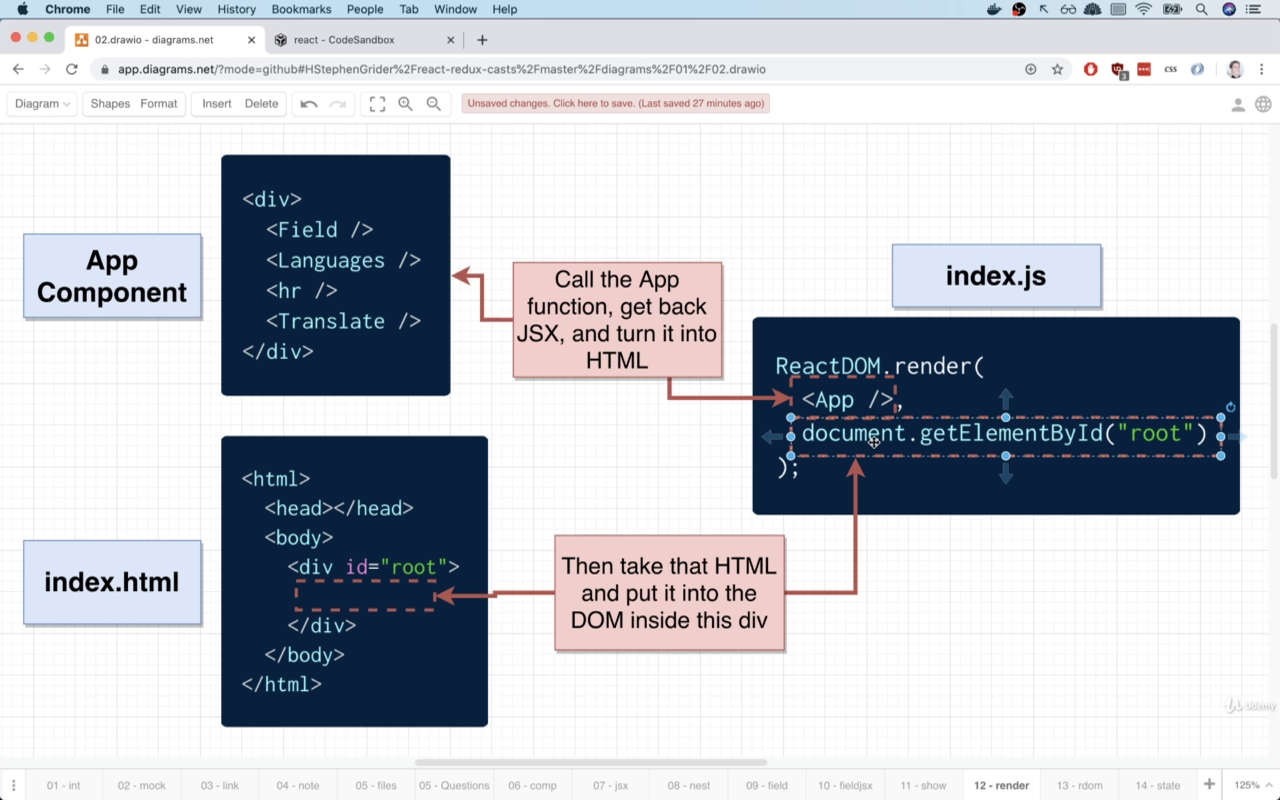 Chrome File Edit View History Bookmarks People Tab Window Help
02.drawio - diagrams.net
react - CodeSandbox
app.diagrams.net/?mode=github#HStephenGrider%2Freact-redux-casts%2Fmaster%2Fdiagrams%2F01%2F02.drawio
3
css
Diagram Shapes Format Insert Delete
Unsaved changes. Click here to save. (Last saved 27 minutes ago)
App
Component
<div>
<Field />
<Languages />
<hr />
<Translate />
</div>
Call the App
function, get back
JSX, and turn it into
HTML
index.js
ReactDOM.render(
<App />,
document.getElementById("root")
);
index.html
<html>
<head></head>
<body>
<div id="root">
</div>
</body>
</html>
Then take that HTML
and put it into the
DOM inside this div
Udemy
01 - int 02 - mock 03 - link 04 - note 05 - files 05 - Questions 06 - comp 07 - jsx 08 - nest 09 - field 10 - fieldjsx 11 - show 12 - render 13 - rdom 14 - state 125%